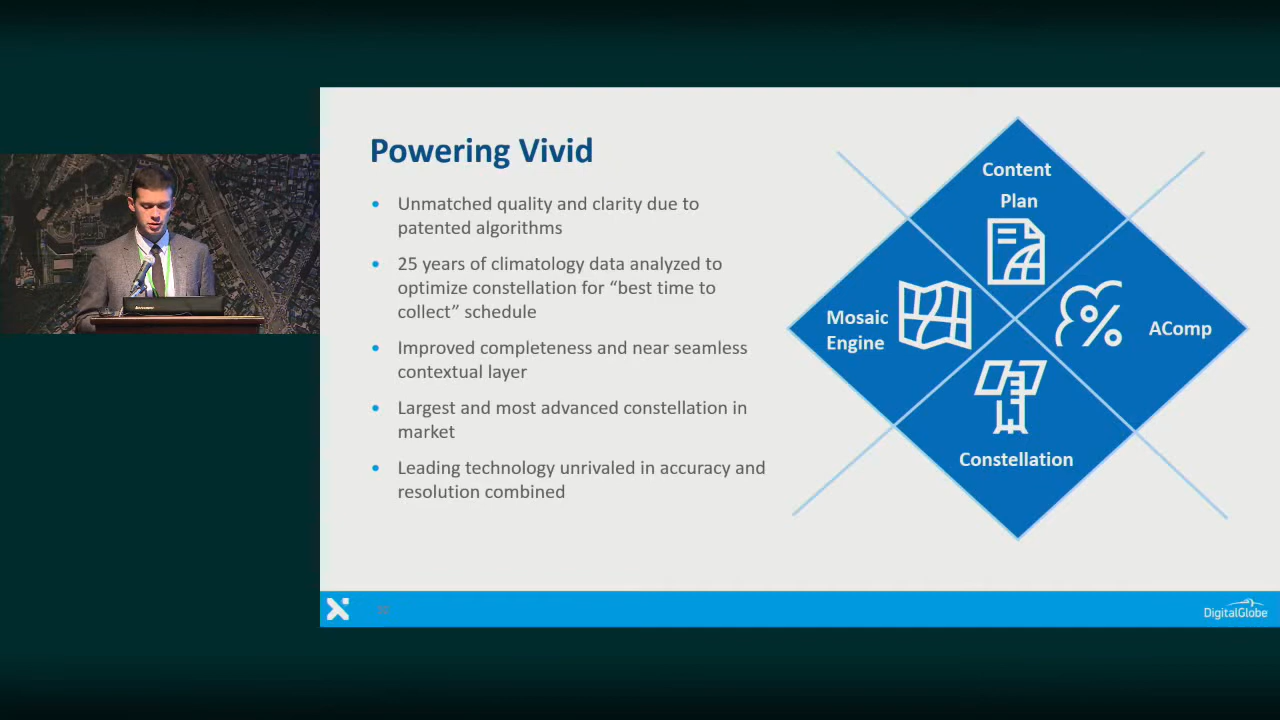 Powering Vivid
• Unmatched quality and clarity due to
patented algorithms
• 25 years of climatology data analyzed to
optimize constellation for “best time to
collect” schedule
• Improved completeness and near seamless
contextual layer
• Largest and most advanced constellation in
market
• Leading technology unrivaled in accuracy and
resolution combined
Content
Plan
Mosaic
Engine
AComp
Constellation
DigitalGlobe